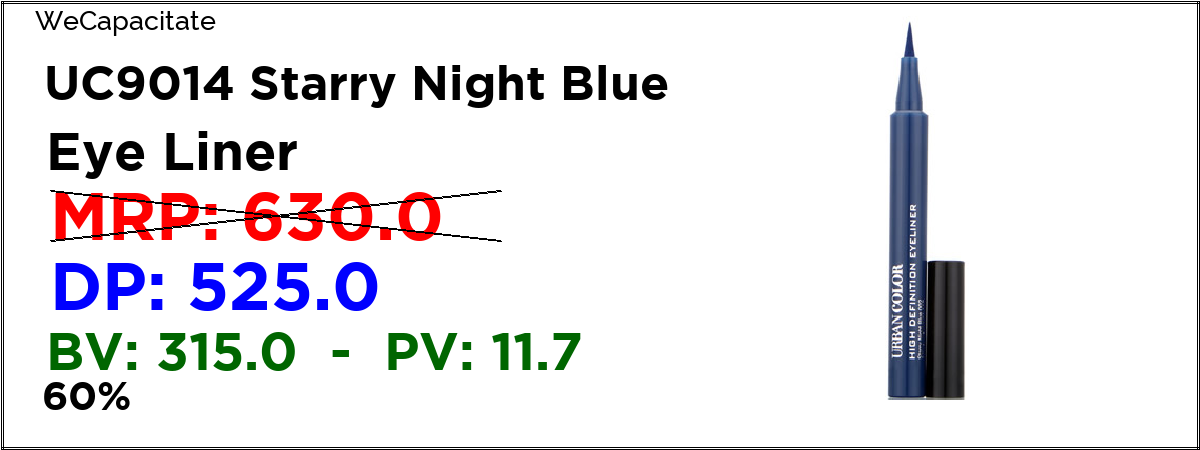 WeCapacitate
UC9014 Starry Night Blue
Eye Liner
MRP: 630.0
DP: 525.0
BV: 315.0 - PV: 11.7
60%
URBAN COLOR
HIGH DEFINITION EYELINER